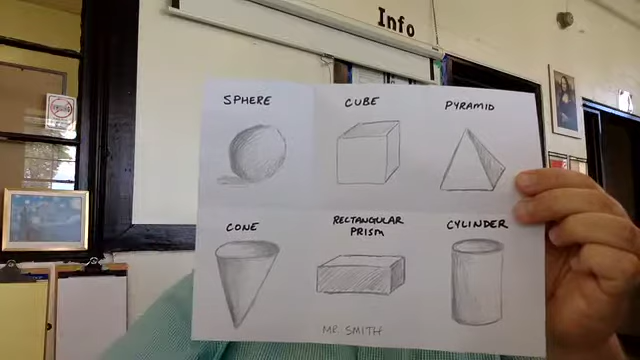 Info
SPHERE
CUBE
PYRAMID
CONE
RECTANGULAR
PRISM
CYLINDER
MR. SMITH